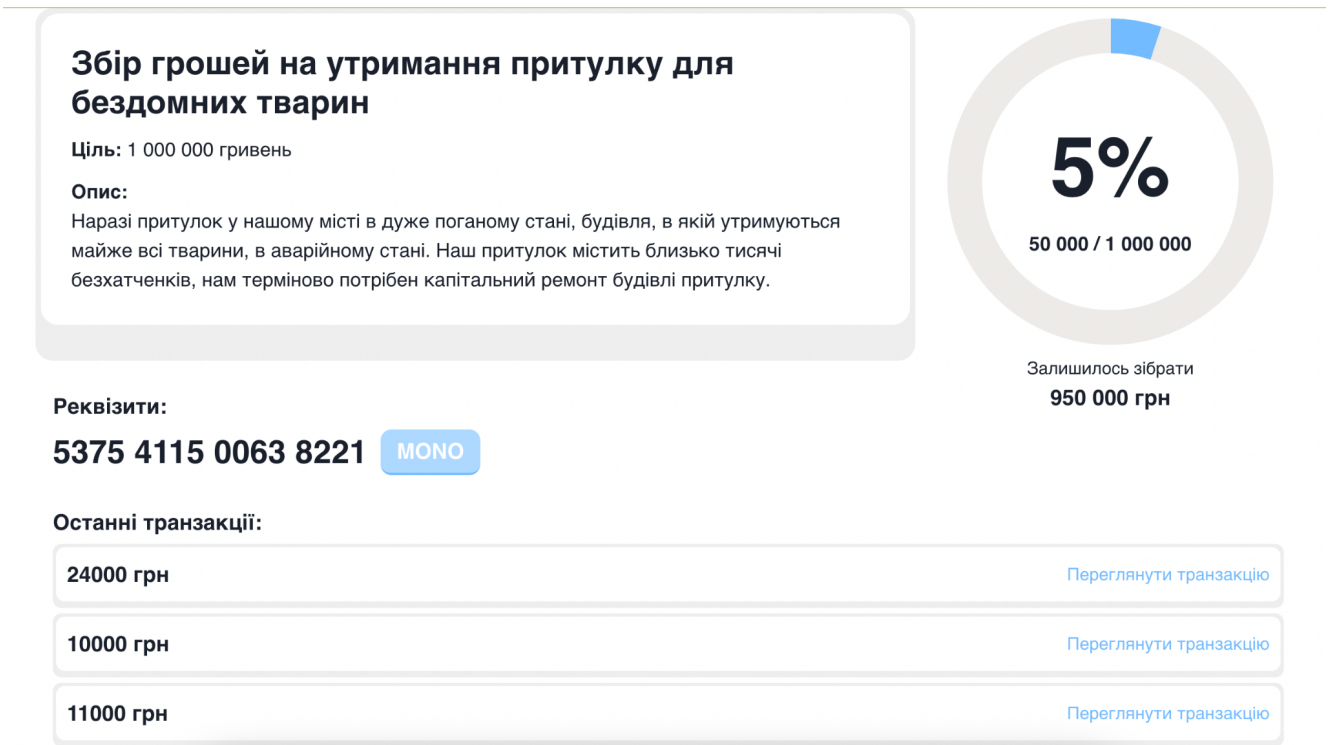 Збір грошей на утримання притулку для
бездомних тварин
Ціль: 1 000 000 гривень
Опис:
Наразі притулок у нашому місті в дуже поганому стані, будівля, в якій утримуються
майже всі тварини, в аварійному стані. Наш притулок містить близько тисячі
безхатченків, нам терміново потрібен капітальний ремонт будівлі притулку.
5%
50 000 / 1 000 000
Залишилось зібрати
950 000 грн
Реквізити:
5375 4115 0063 8221 MONO
Останні транзакції:
24000 грн Переглянути транзакцію
10000 грн Переглянути транзакцію
11000 грн Переглянути транзакцію